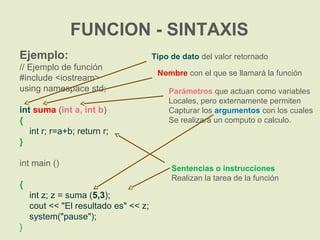 FUNCION - SINTAXIS
Ejemplo:
// Ejemplo de función
#include <iostream>
using namespace std;
int suma (int a, int b)
{
int r; r=a+b; return r;
}
int main ()
{
int z; z = suma (5,3);
cout << "El resultado es" << z;
system("pause");
}
Tipo de dato del valor retornado
Nombre con el que se llamará la función
Parámetros que actuan como variables
Locales, pero externamente permiten
Capturar los argumentos con los cuales
Se realizará un computo o calculo.
Sentencias o instrucciones
Realizan la tarea de la función